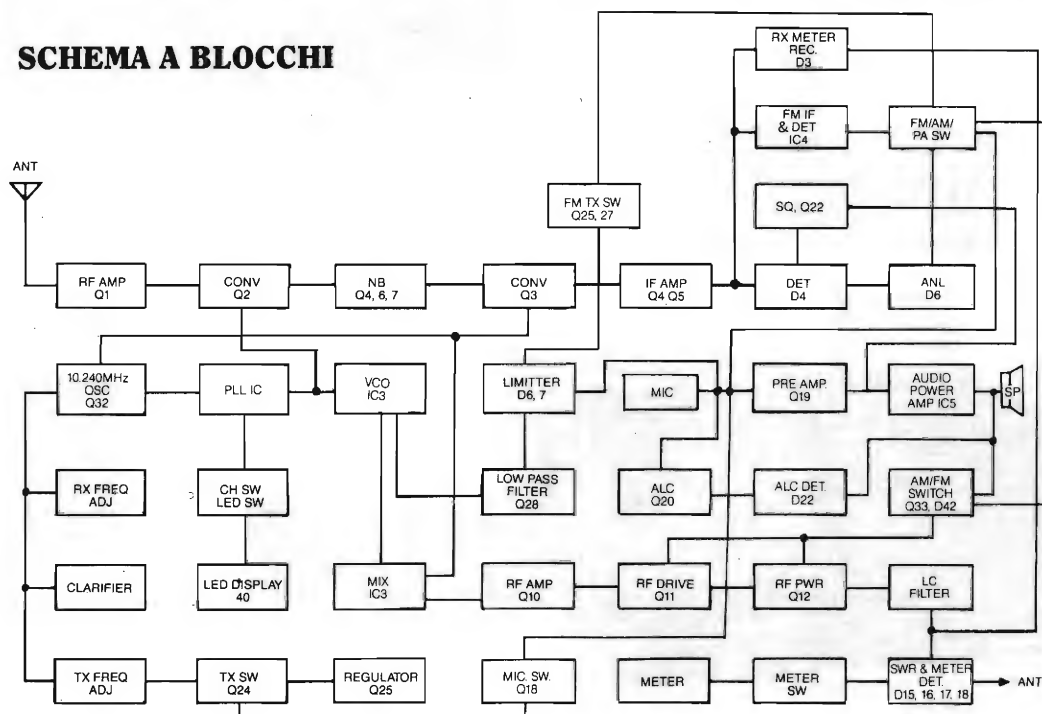 SCHEMA A BLOCCHI
RX METER
REC.
D3
FM IF
& DET
IC4
FM/AM/
PA SW
ANT
FM TX SW
Q25, 27
SQ, Q22
RF AMP
Q1
CONV
Q2
NB
Q4, 6, 7
CONV
Q3
IF AMP
Q4 Q5
DET
D4
ANL
D6
10.240MHz
OSC
Q32
PLL IC
VCO
IC3
LIMITTER
D6, 7
MIC
PRE AMP.
Q19
AUDIO
POWER
AMP IC5
SP
RX FREQ
ADJ
CH SW
LED SW
LOW PASS
FILTER
Q28
ALC
Q20
ALC DET.
D22
AM/FM
SWITCH
Q33, D42
CLARIFIER
LED DISPLAY
40
MIX
IC3
RF AMP
Q10
RF DRIVE
Q11
RF PWR
Q12
LC
FILTER
TX FREQ
ADJ
TX SW
Q24
REGULATOR
Q25
MIC. SW.
Q18
METER
METER
SW
SWR & METER
DET.
D15, 16, 17, 18
ANT